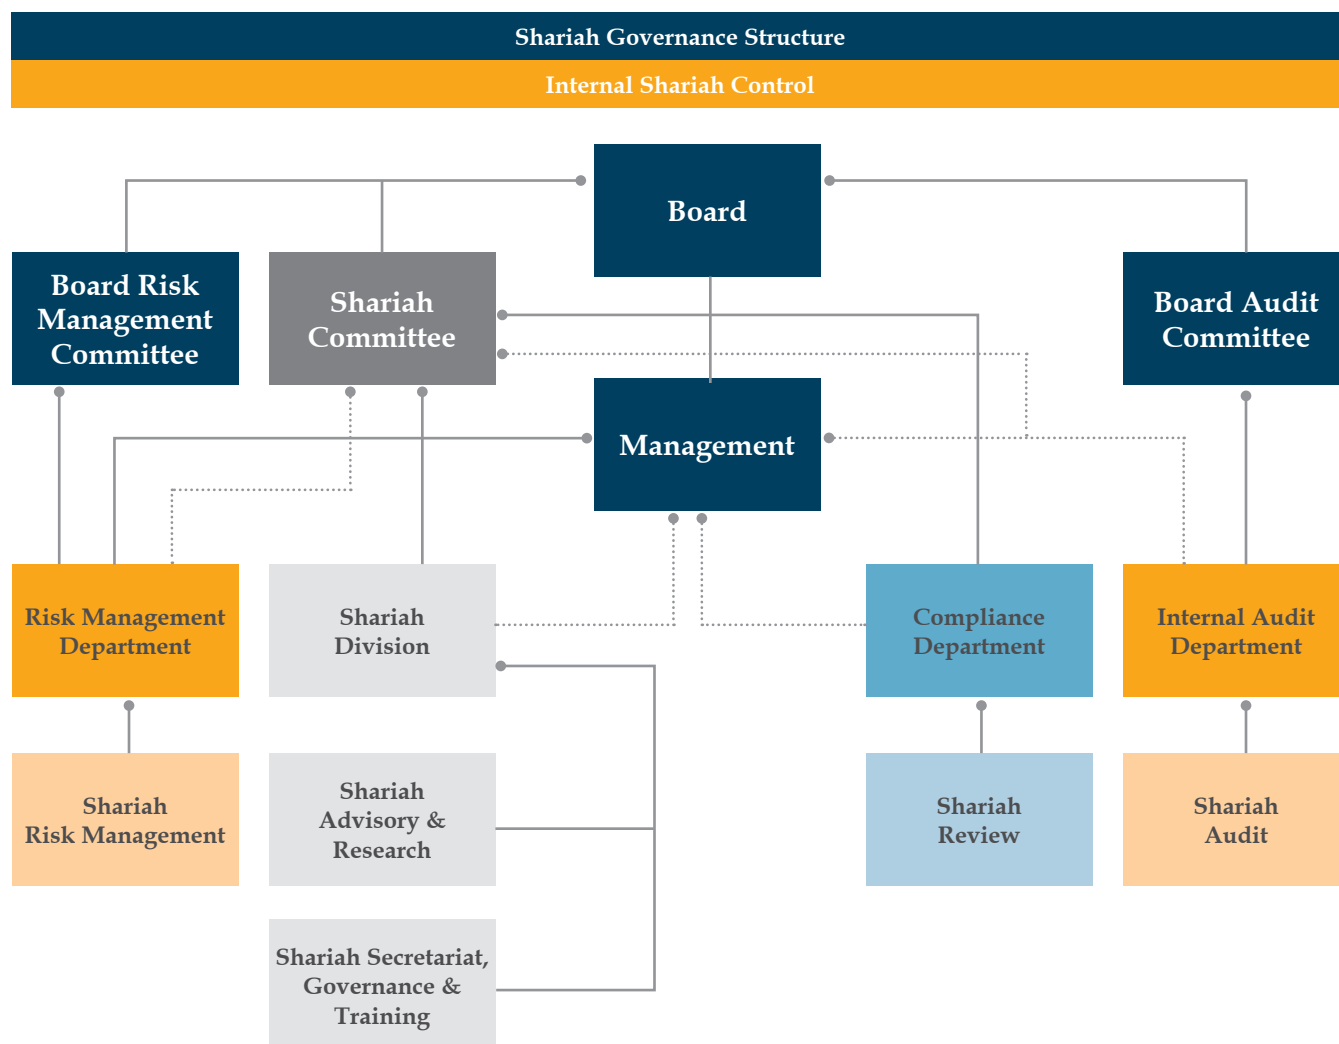 Shariah Governance Structure
Internal Shariah Control
Board
Board Risk
Management
Committee
Shariah
Committee
Board Audit
Committee
Management
Risk Management
Department
Shariah
Division
Compliance
Department
Internal Audit
Department
Shariah
Risk Management
Shariah
Advisory &
Research
Shariah
Review
Shariah
Audit
Shariah Secretariat,
Governance &
Training